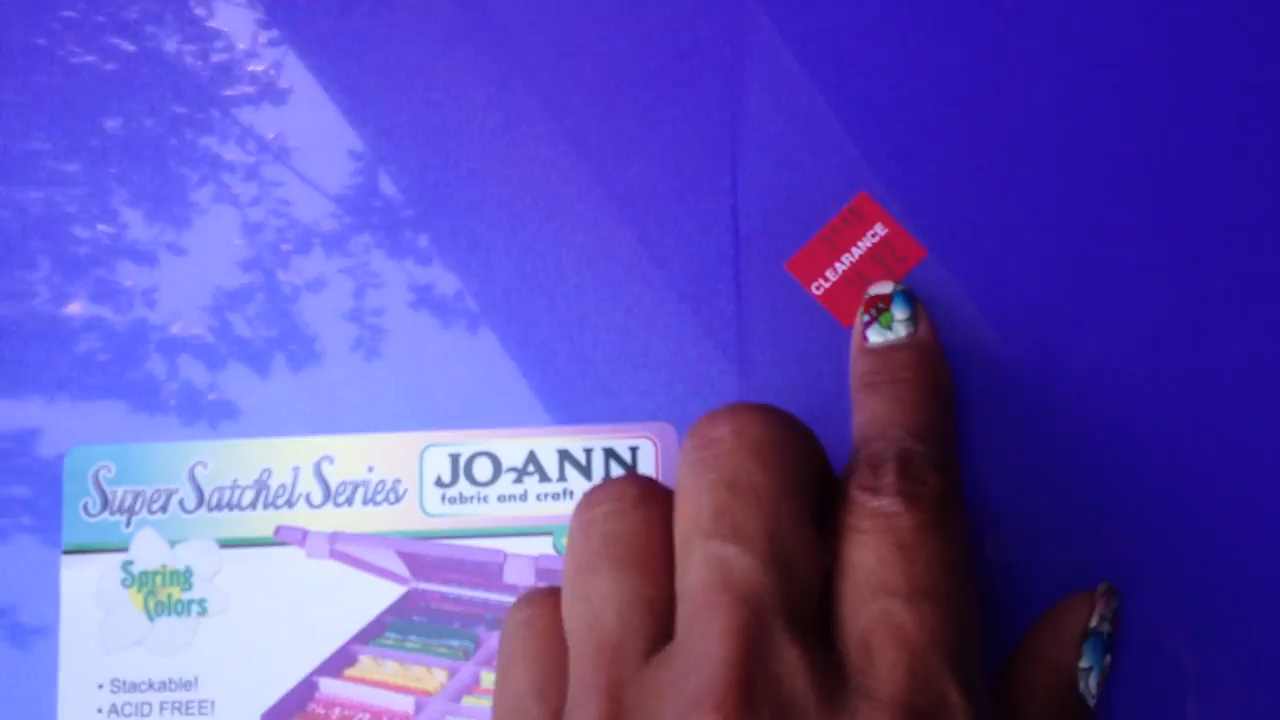 CLEARANCE
Super Satchel Series
JO-ANN
fabric and craft
Spring
Colors
• Stackable!
• ACID FREE!